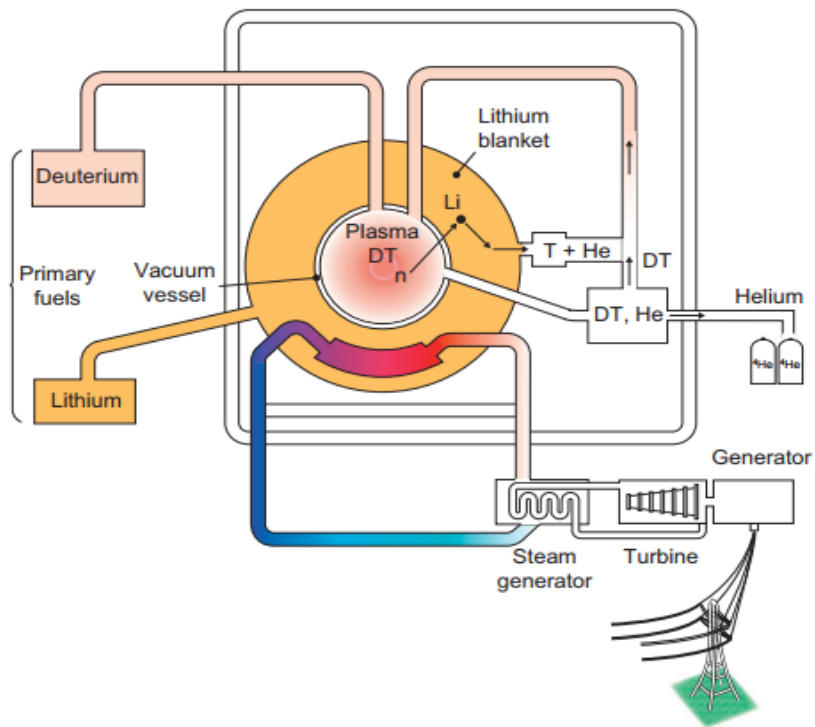 Lithium
blanket
Deuterium
Li
Plasma
DT
n
T + He
DT
Primary
fuels
Vacuum
vessel
DT, He
Helium
⁴He
⁴He
Lithium
Generator
Steam
generator
Turbine